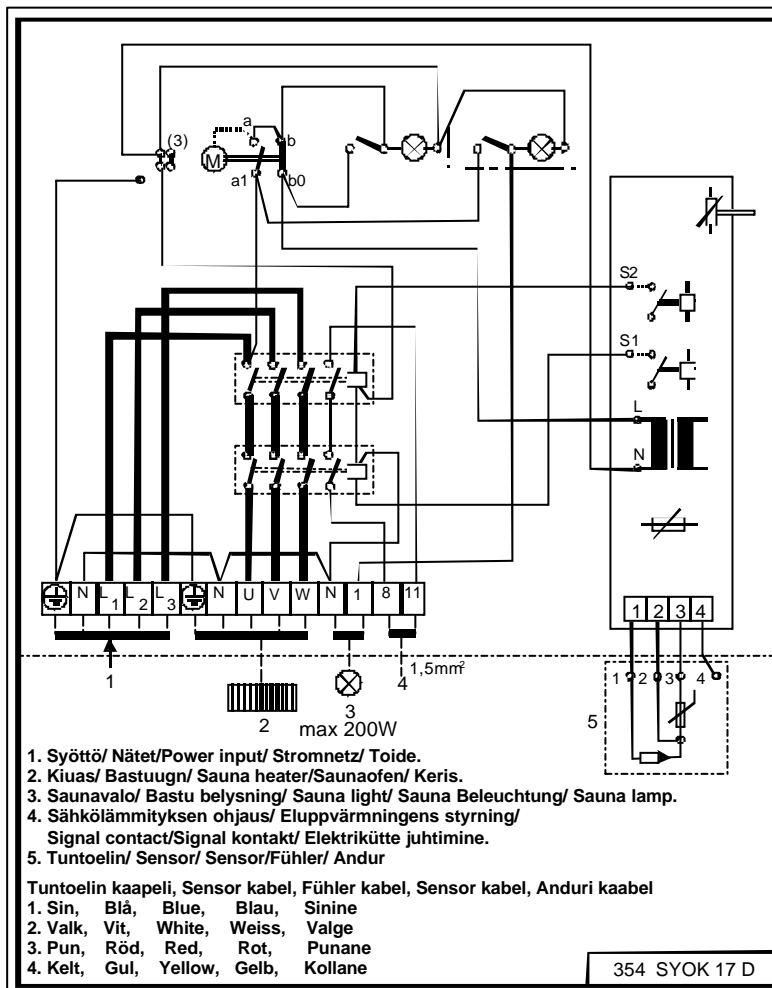 (3)
a
b
M
a1
b0
S2
S1
L
N
N L1 L2 L3 N U V W N 1 8 11
1 2 3 4
1 2 3 4
1
2
3
max 200W
4
1,5mm²
5
1. Syöttö/ Nätet/Power input/ Stromnetz/ Toide.
2. Kiuas/ Bastuugn/ Sauna heater/Saunaofen/ Keris.
3. Saunavalo/ Bastu belysning/ Sauna light/ Sauna Beleuchtung/ Sauna lamp.
4. Sähkölämmityksen ohjaus/ Eluppvärmningens styrning/
Signal contact/Signal kontakt/ Elektrikütte juhtimine.
5. Tuntoelin/ Sensor/ Sensor/Fühler/ Andur
Tuntoelin kaapeli, Sensor kabel, Fühler kabel, Sensor kabel, Anduri kaabel
1. Sin, Blå, Blue, Blau, Sinine
2. Valk, Vit, White, Weiss, Valge
3. Pun, Röd, Red, Rot, Punane
4. Kelt, Gul, Yellow, Gelb, Kollane
354 SYOK 17 D